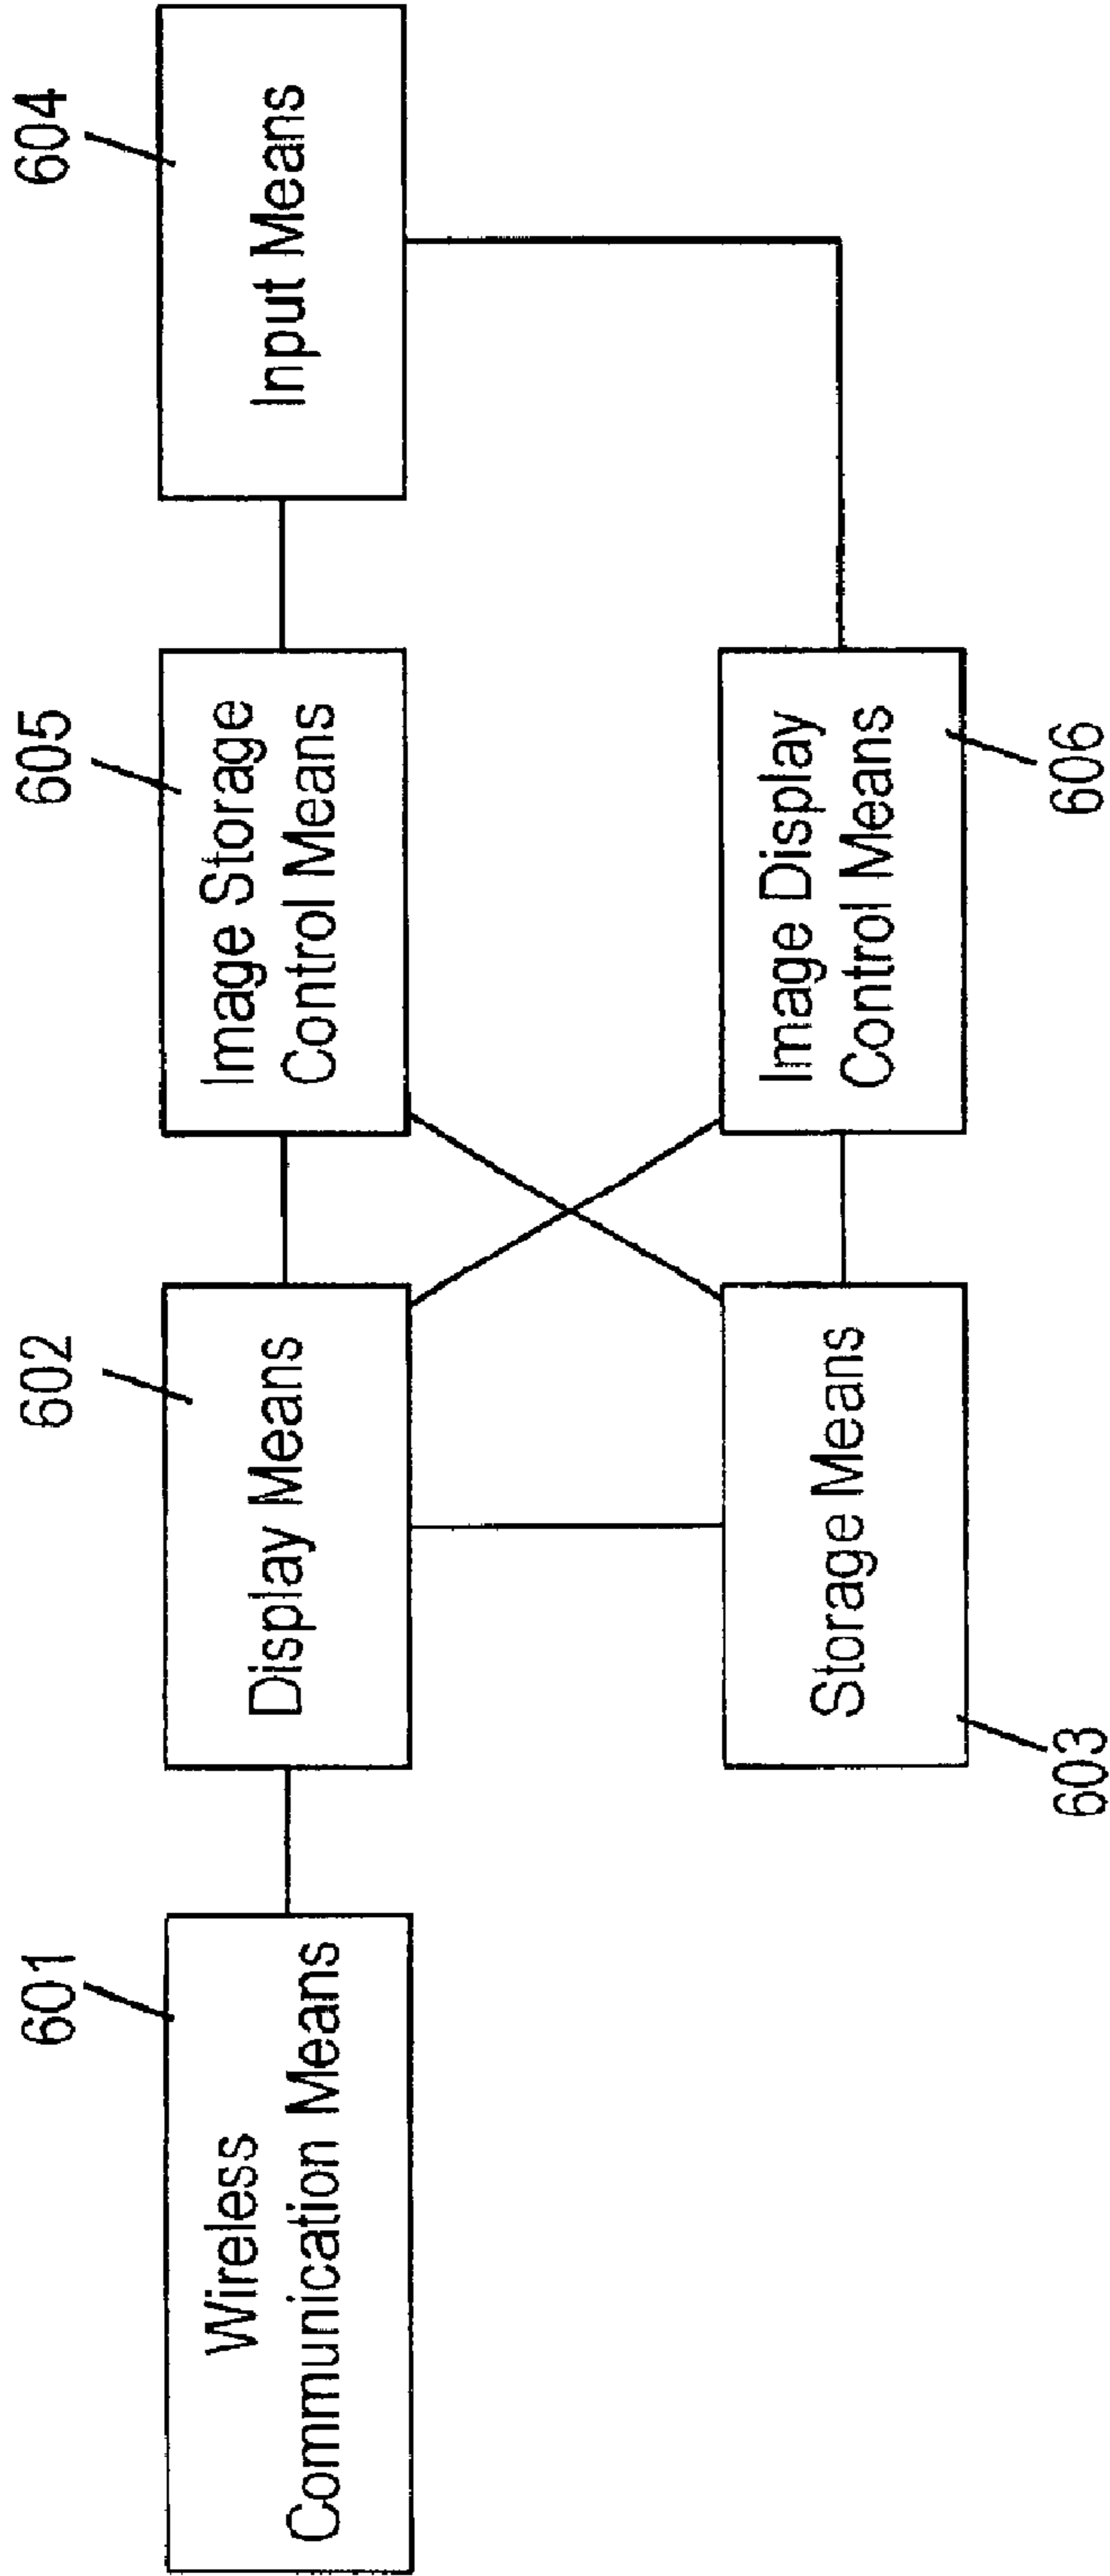 601
Wireless
Communication Means
602
Display Means
605
Image Storage
Control Means
604
Input Means
603
Storage Means
606
Image Display
Control Means